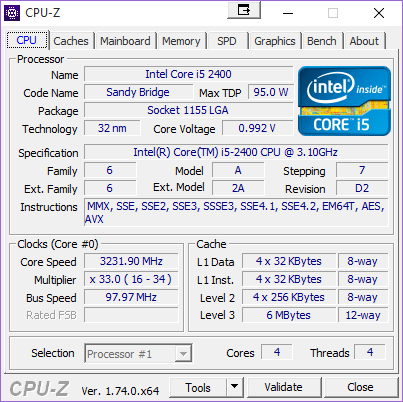 CPU-Z
CPU Caches Mainboard Memory SPD Graphics Bench About
Processor
Name Intel Core i5 2400
Code Name Sandy Bridge Max TDP 95.0 W
Package Socket 1155 LGA
Technology 32 nm Core Voltage 0.992 V
intel inside™
CORE™ i5
Specification Intel(R) Core(TM) i5-2400 CPU @ 3.10GHz
Family 6 Model A Stepping 7
Ext. Family 6 Ext. Model 2A Revision D2
Instructions MMX, SSE, SSE2, SSE3, SSSE3, SSE4.1, SSE4.2, EM64T, AES,
AVX
Clocks (Core #0)
Core Speed 3231.90 MHz
Multiplier x 33.0 ( 16 - 34 )
Bus Speed 97.97 MHz
Rated FSB
Cache
L1 Data 4 x 32 KBytes 8-way
L1 Inst. 4 x 32 KBytes 8-way
Level 2 4 x 256 KBytes 8-way
Level 3 6 MBytes 12-way
Selection Processor #1 Cores 4 Threads 4
CPU-Z Ver. 1.74.0.x64 Tools Validate Close